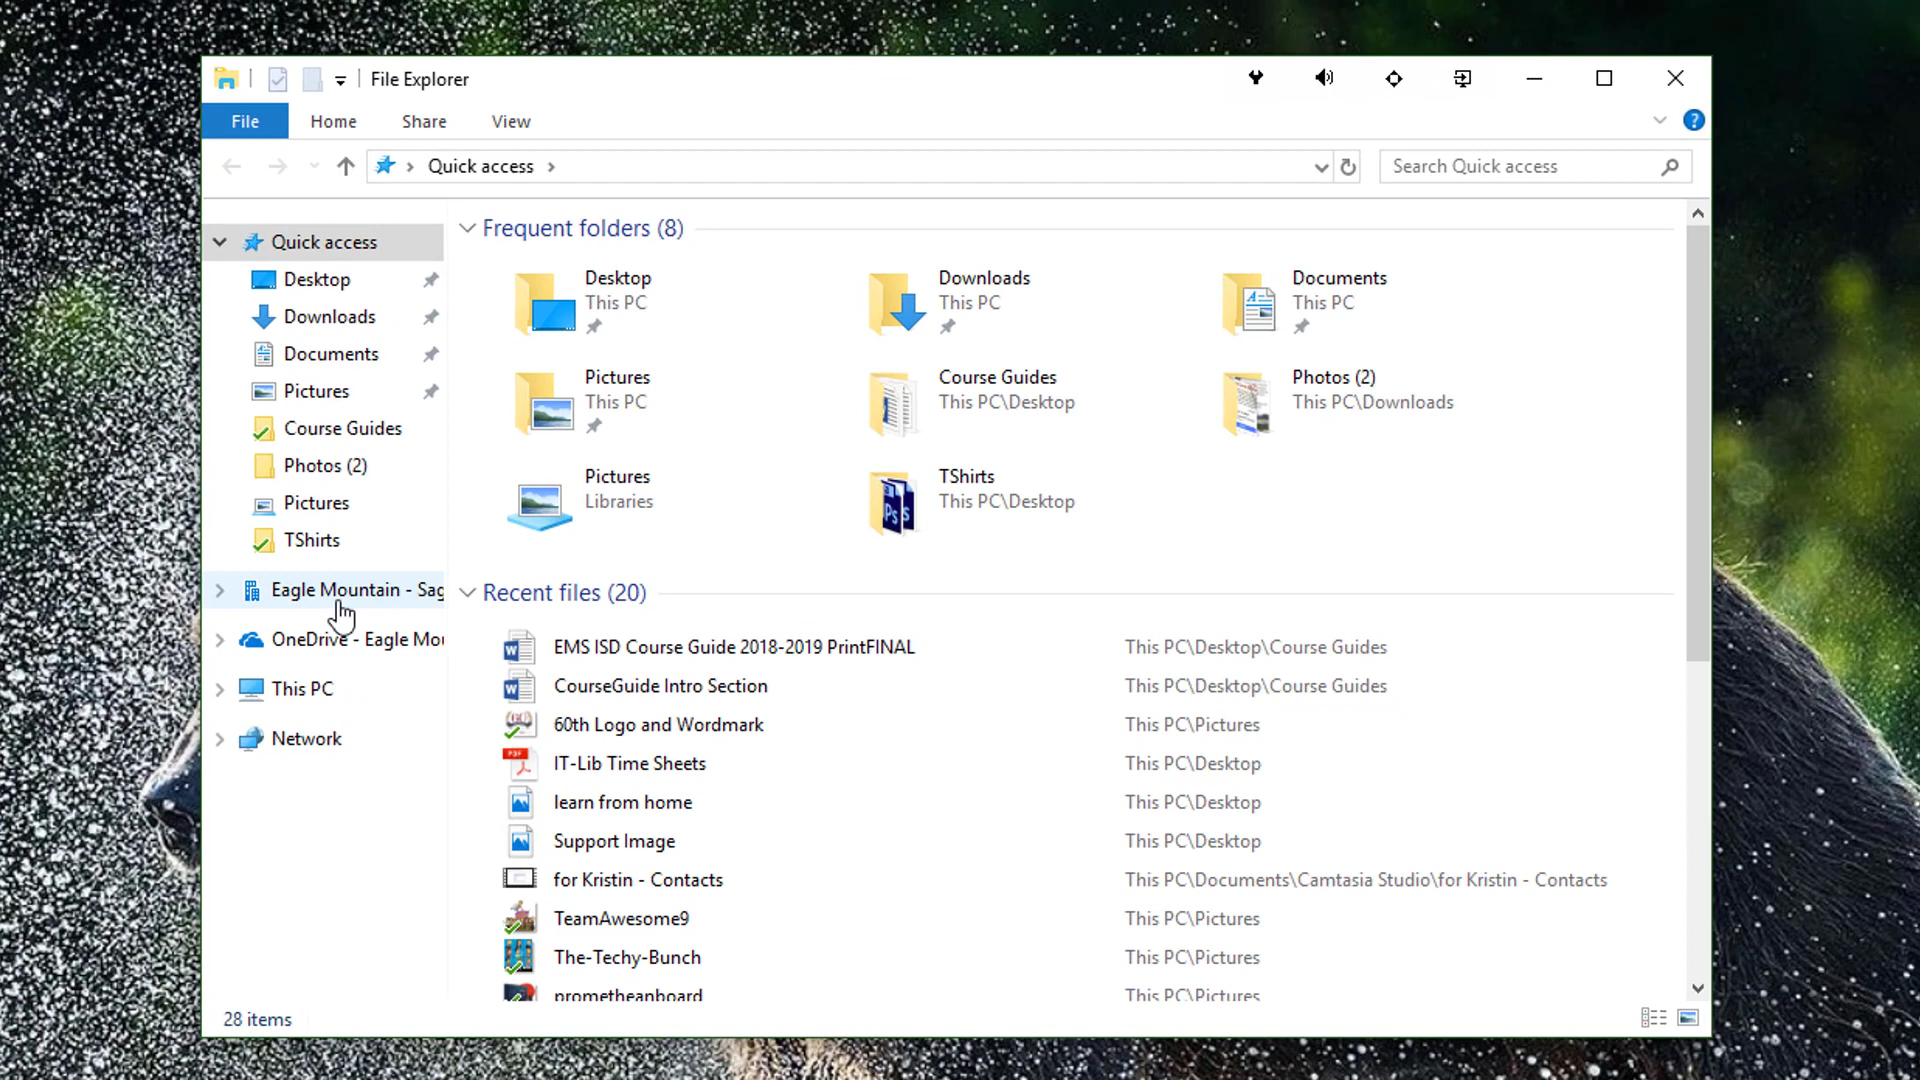 File Explorer
File Home Share View
Quick access
Search Quick access
Quick access
Desktop
Downloads
Documents
Pictures
Course Guides
Photos (2)
Pictures
TShirts
Eagle Mountain - Sag
OneDrive - Eagle Mou
This PC
Network
Frequent folders (8)
Desktop
This PC
Downloads
This PC
Documents
This PC
Pictures
This PC
Course Guides
This PC\Desktop
Photos (2)
This PC\Downloads
Pictures
Libraries
TShirts
This PC\Desktop
Recent files (20)
EMS ISD Course Guide 2018-2019 PrintFINAL This PC\Desktop\Course Guides
CourseGuide Intro Section This PC\Desktop\Course Guides
60th Logo and Wordmark This PC\Pictures
IT-Lib Time Sheets This PC\Desktop
learn from home This PC\Desktop
Support Image This PC\Desktop
for Kristin - Contacts This PC\Documents\Camtasia Studio\for Kristin - Contacts
TeamAwesome9 This PC\Pictures
The-Techy-Bunch This PC\Pictures
prometheanboard This PC\Pictures
28 items